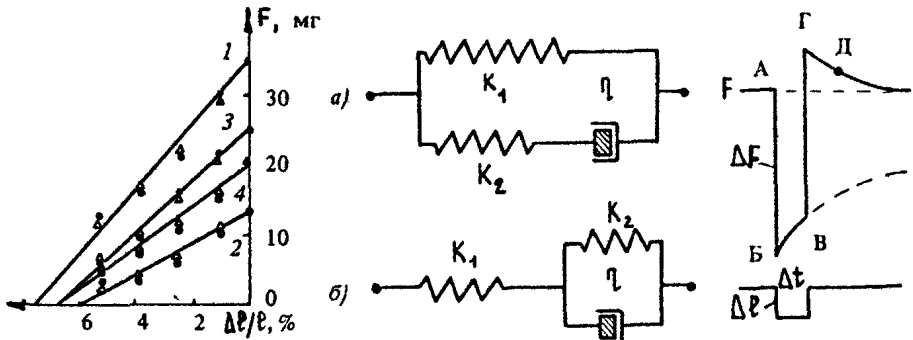 F, мг
1
30
3
20
4
10
2
0
6 4 2 Δℓ/ℓ, %
а)
K₁
η
K₂
б)
K₁
K₂
η
Г
А
Д
F
ΔF
Б
В
Δt
Δℓ